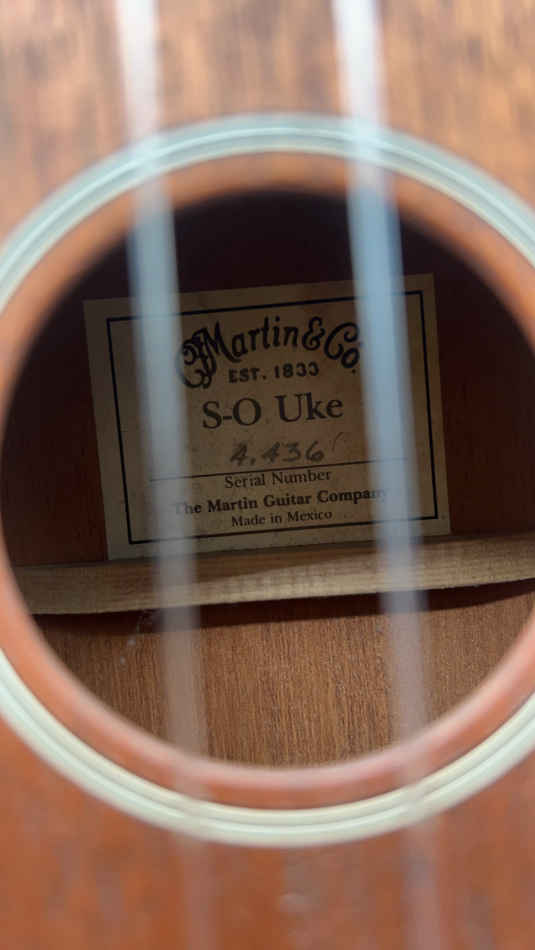 CFMartin&Co.
EST. 1833
S-O Uke
4,436
Serial Number
The Martin Guitar Company
Made in Mexico